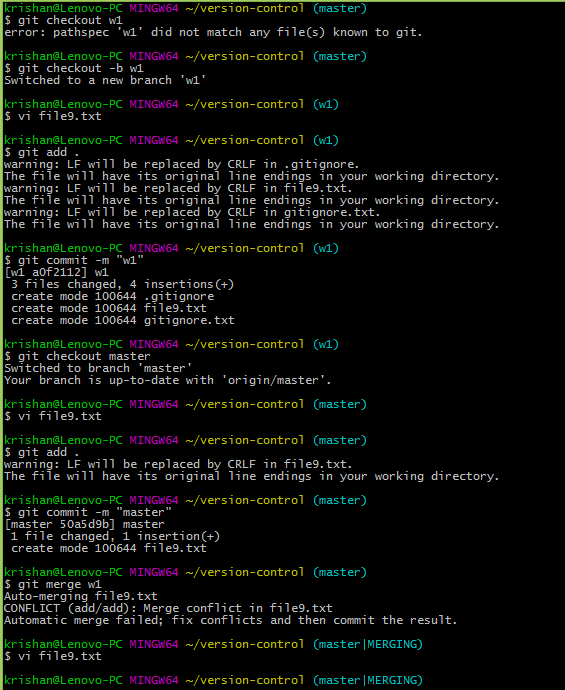 krishan@Lenovo-PC MINGW64 ~/version-control (master)
$ git checkout w1
error: pathspec 'w1' did not match any file(s) known to git.
krishan@Lenovo-PC MINGW64 ~/version-control (master)
$ git checkout -b w1
Switched to a new branch 'w1'
krishan@Lenovo-PC MINGW64 ~/version-control (w1)
$ vi file9.txt
krishan@Lenovo-PC MINGW64 ~/version-control (w1)
$ git add .
warning: LF will be replaced by CRLF in .gitignore.
The file will have its original line endings in your working directory.
warning: LF will be replaced by CRLF in file9.txt.
The file will have its original line endings in your working directory.
warning: LF will be replaced by CRLF in gitignore.txt.
The file will have its original line endings in your working directory.
krishan@Lenovo-PC MINGW64 ~/version-control (w1)
$ git commit -m "w1"
[w1 a0f2112] w1
 3 files changed, 4 insertions(+)
 create mode 100644 .gitignore
 create mode 100644 file9.txt
 create mode 100644 gitignore.txt
krishan@Lenovo-PC MINGW64 ~/version-control (w1)
$ git checkout master
Switched to branch 'master'
Your branch is up-to-date with 'origin/master'.
krishan@Lenovo-PC MINGW64 ~/version-control (master)
$ vi file9.txt
krishan@Lenovo-PC MINGW64 ~/version-control (master)
$ git add .
warning: LF will be replaced by CRLF in file9.txt.
The file will have its original line endings in your working directory.
krishan@Lenovo-PC MINGW64 ~/version-control (master)
$ git commit -m "master"
[master 50a5d9b] master
 1 file changed, 1 insertion(+)
 create mode 100644 file9.txt
krishan@Lenovo-PC MINGW64 ~/version-control (master)
$ git merge w1
Auto-merging file9.txt
CONFLICT (add/add): Merge conflict in file9.txt
Automatic merge failed; fix conflicts and then commit the result.
krishan@Lenovo-PC MINGW64 ~/version-control (master|MERGING)
$ vi file9.txt
krishan@Lenovo-PC MINGW64 ~/version-control (master|MERGING)